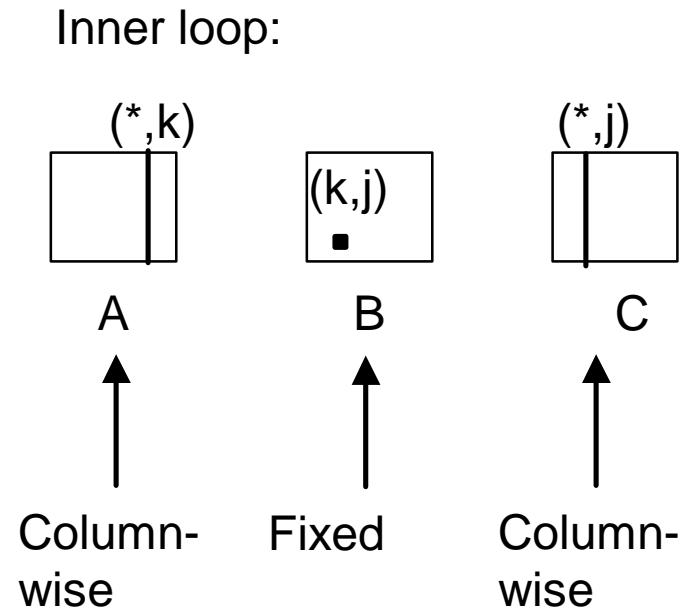 Inner loop:
(*,k)
(*,j)
(k,j)
A
B
C
Column-
wise
Fixed
Column-
wise